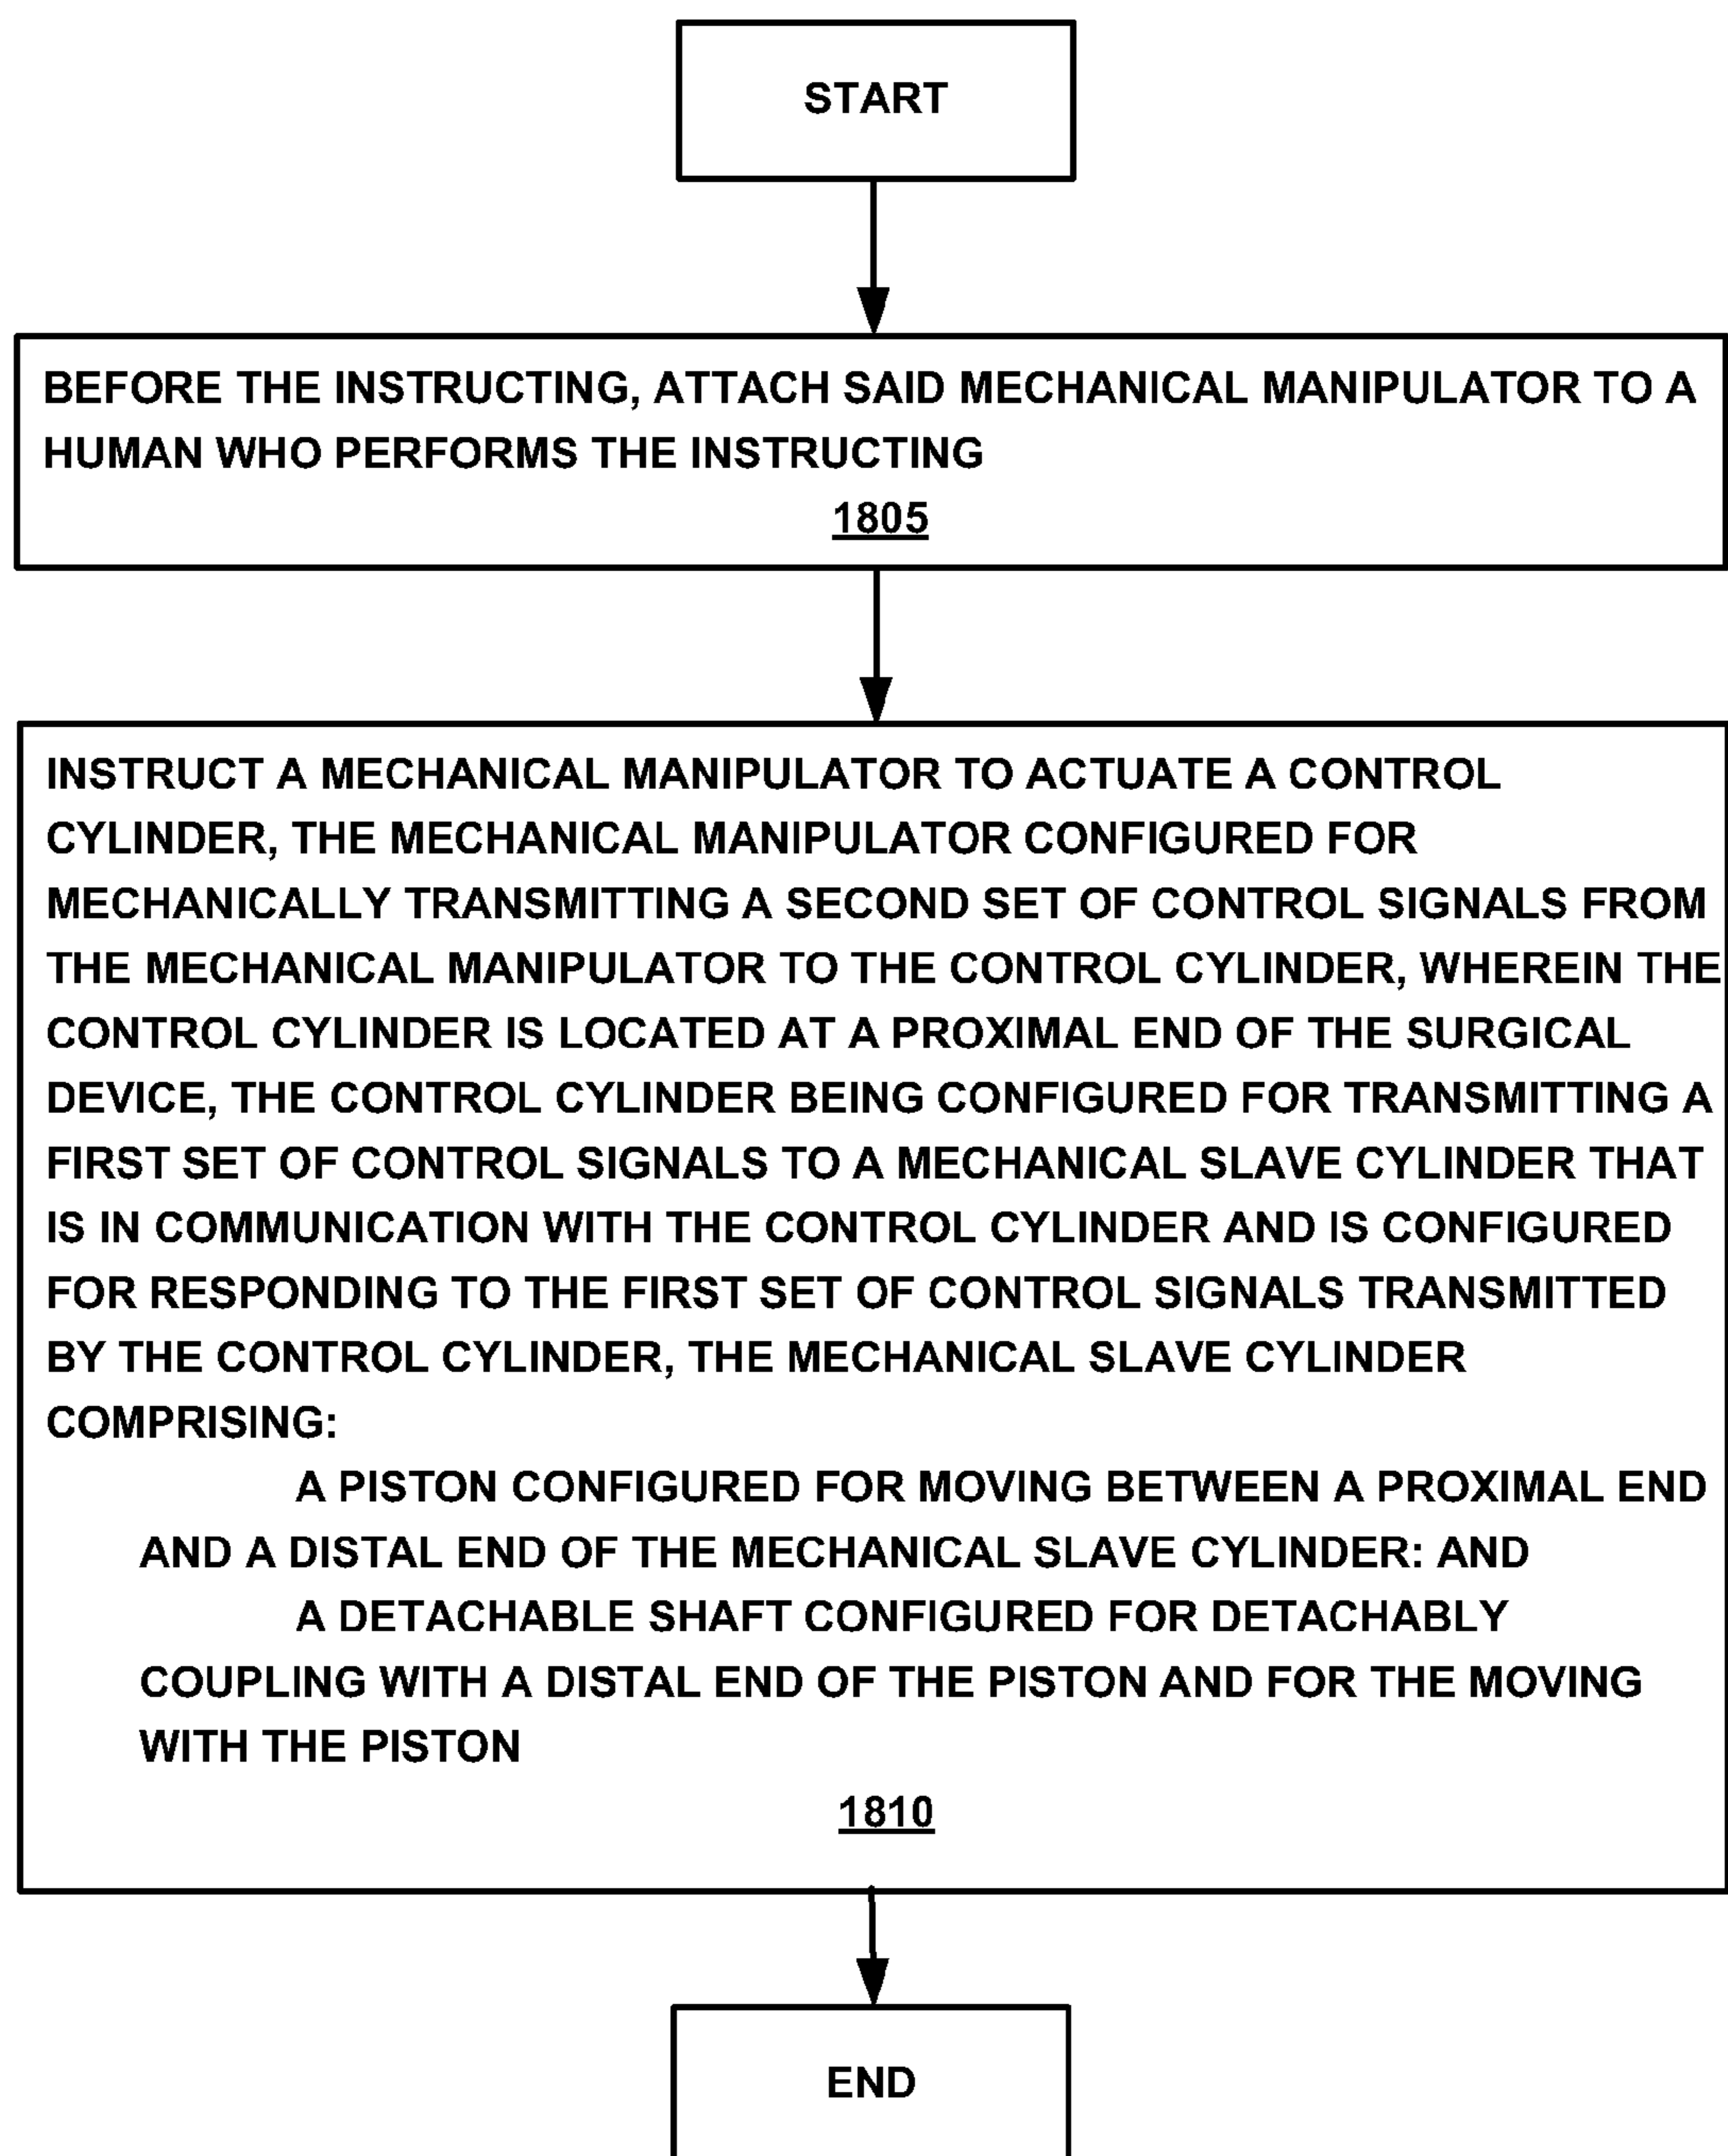 START
BEFORE THE INSTRUCTING, ATTACH SAID MECHANICAL MANIPULATOR TO A
HUMAN WHO PERFORMS THE INSTRUCTING
1805
INSTRUCT A MECHANICAL MANIPULATOR TO ACTUATE A CONTROL
CYLINDER, THE MECHANICAL MANIPULATOR CONFIGURED FOR
MECHANICALLY TRANSMITTING A SECOND SET OF CONTROL SIGNALS FROM
THE MECHANICAL MANIPULATOR TO THE CONTROL CYLINDER, WHEREIN THE
CONTROL CYLINDER IS LOCATED AT A PROXIMAL END OF THE SURGICAL
DEVICE, THE CONTROL CYLINDER BEING CONFIGURED FOR TRANSMITTING A
FIRST SET OF CONTROL SIGNALS TO A MECHANICAL SLAVE CYLINDER THAT
IS IN COMMUNICATION WITH THE CONTROL CYLINDER AND IS CONFIGURED
FOR RESPONDING TO THE FIRST SET OF CONTROL SIGNALS TRANSMITTED
BY THE CONTROL CYLINDER, THE MECHANICAL SLAVE CYLINDER
COMPRISING:
A PISTON CONFIGURED FOR MOVING BETWEEN A PROXIMAL END
AND A DISTAL END OF THE MECHANICAL SLAVE CYLINDER: AND
A DETACHABLE SHAFT CONFIGURED FOR DETACHABLY
COUPLING WITH A DISTAL END OF THE PISTON AND FOR THE MOVING
WITH THE PISTON
1810
END